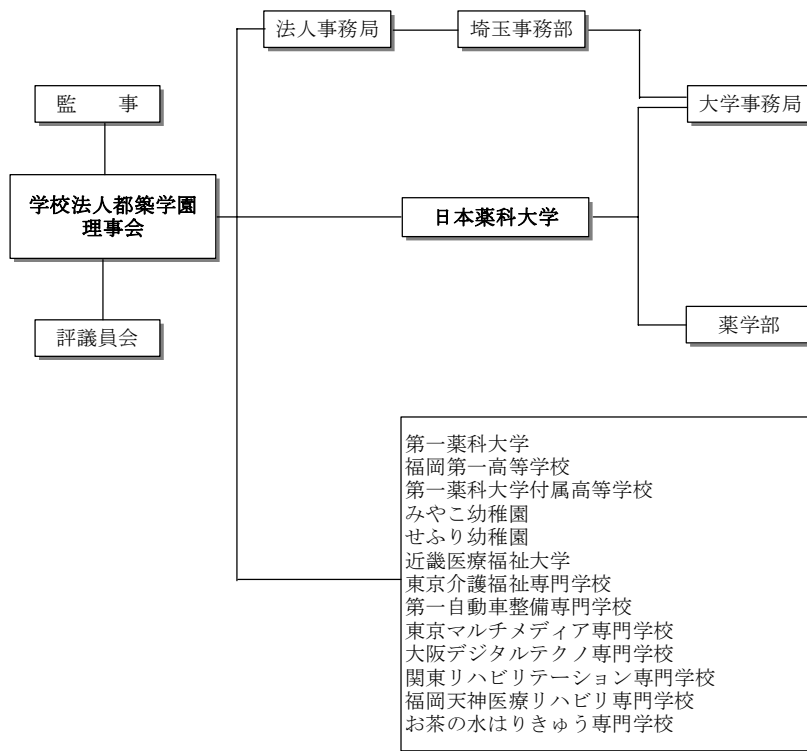 法人事務局
埼玉事務部
監　事
大学事務局
学校法人都築学園
理事会
日本薬科大学
評議員会
薬学部
第一薬科大学
福岡第一高等学校
第一薬科大学付属高等学校
みやこ幼稚園
せふり幼稚園
近畿医療福祉大学
東京介護福祉専門学校
第一自動車整備専門学校
東京マルチメディア専門学校
大阪デジタルテクノ専門学校
関東リハビリテーション専門学校
福岡天神医療リハビリ専門学校
お茶の水はりきゅう専門学校